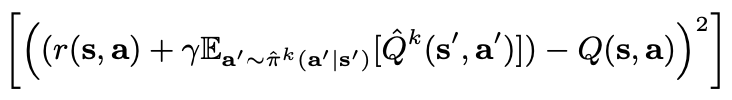 [((r(𝐬, 𝐚) + γ𝔼_{𝐚′∼π̂ᵏ(𝐚′|𝐬′)}[Q̂ᵏ(𝐬′, 𝐚′)]) − Q(𝐬, 𝐚))²]